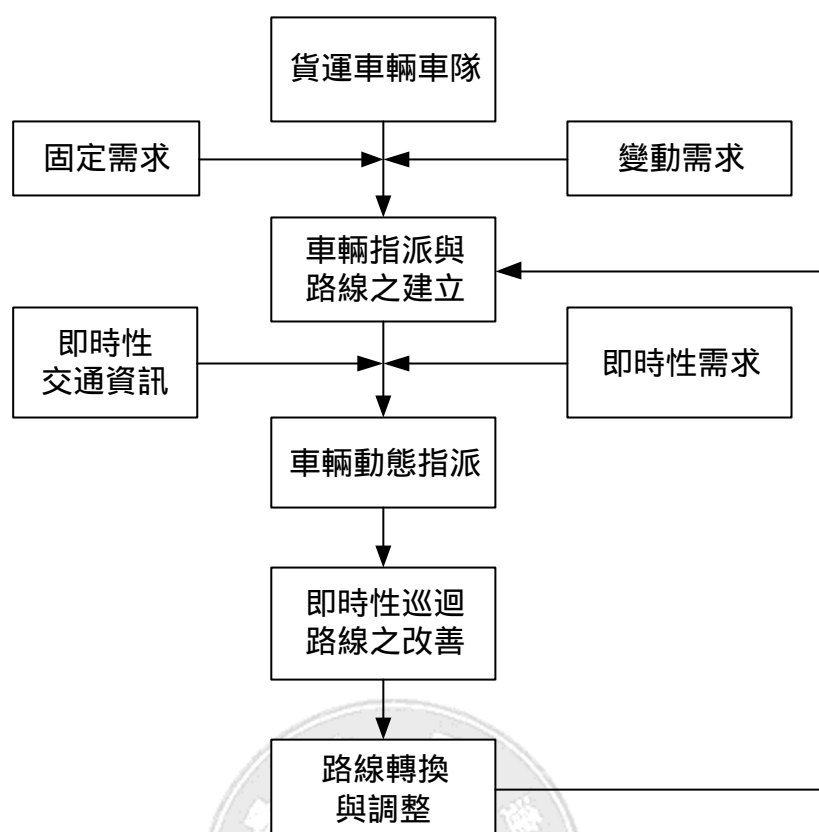 貨運車輛車隊
固定需求
變動需求
車輛指派與
路線之建立
即時性
交通資訊
即時性需求
車輛動態指派
即時性巡迴
路線之改善
路線轉換
與調整